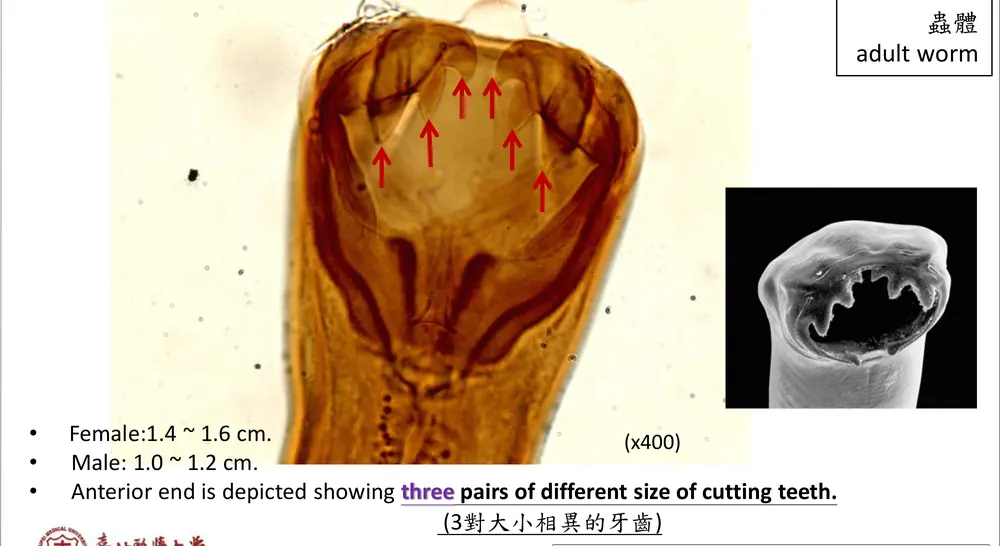 蟲體
adult worm
(x400)
• Female:1.4 ~ 1.6 cm.
• Male: 1.0 ~ 1.2 cm.
• Anterior end is depicted showing three pairs of different size of cutting teeth.
(3對大小相異的牙齒)